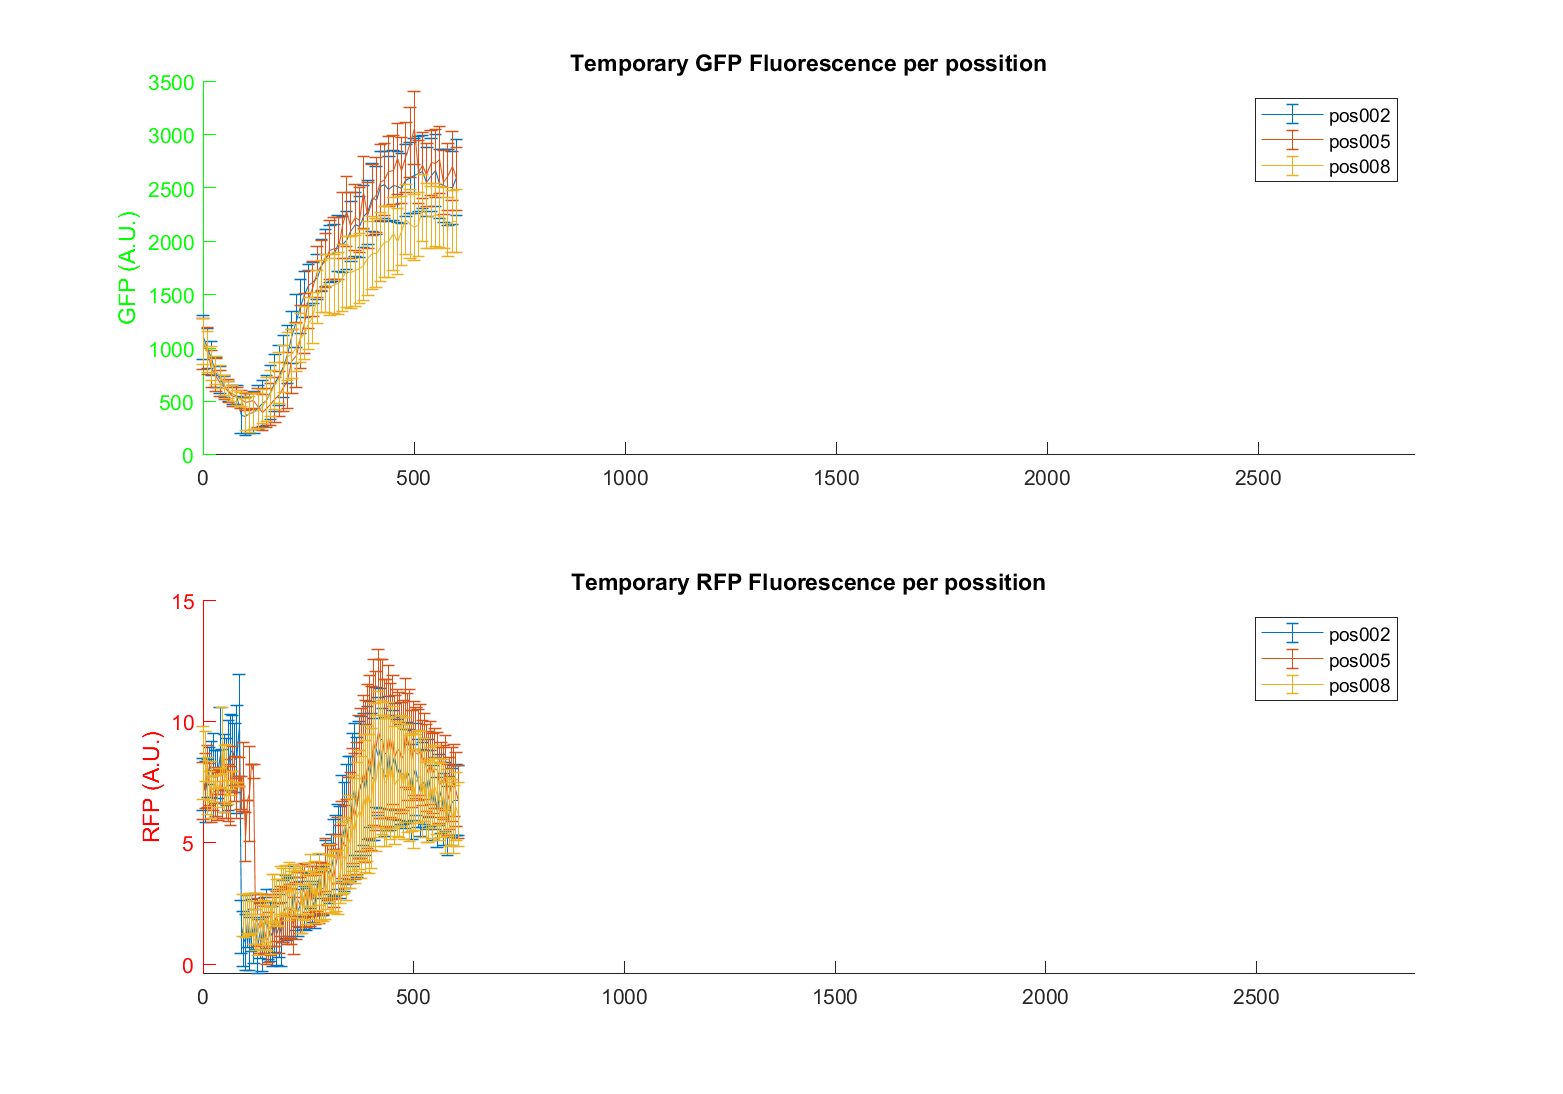 Temporary GFP Fluorescence per possition
3500
3000
2500
2000
1500
1000
500
0
GFP (A.U.)
pos002
pos005
pos008
0 500 1000 1500 2000 2500
Temporary RFP Fluorescence per possition
15
10
5
0
RFP (A.U.)
pos002
pos005
pos008
0 500 1000 1500 2000 2500